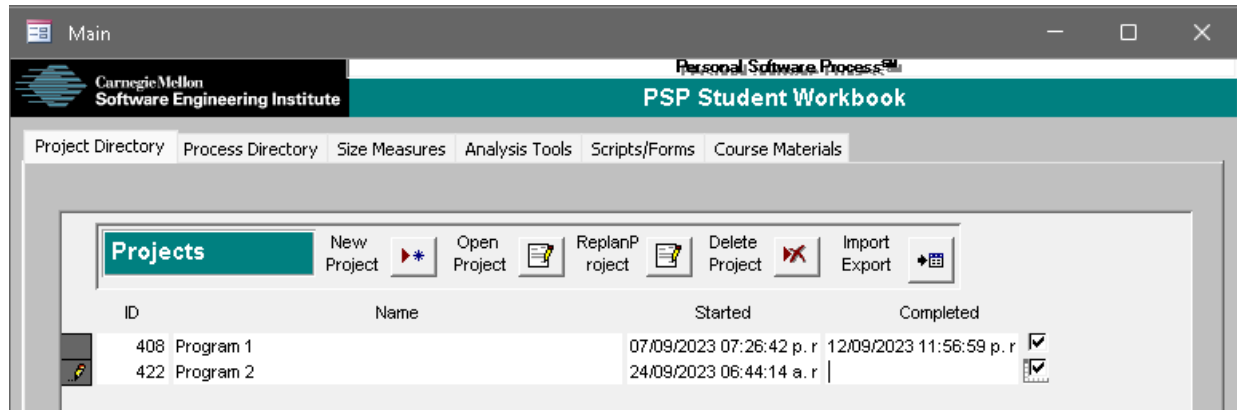 Main
Personal Software Process SM
Carnegie Mellon
Software Engineering Institute
PSP Student Workbook
Project Directory Process Directory Size Measures Analysis Tools Scripts/Forms Course Materials
Projects
New Project
Open Project
ReplanP roject
Delete Project
Import Export
ID Name Started Completed
408 Program 1 07/09/2023 07:26:42 p. r 12/09/2023 11:56:59 p. r
422 Program 2 24/09/2023 06:44:14 a. r